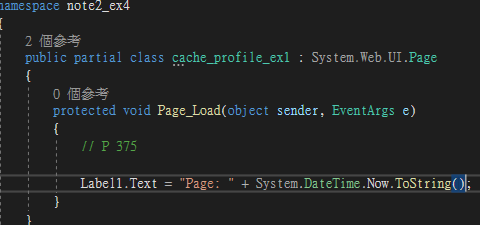 namespace note2_ex4
{
2 個參考
public partial class cache_profile_ex1 : System.Web.UI.Page
{
0 個參考
protected void Page_Load(object sender, EventArgs e)
{
// P 375
Label1.Text = "Page: " + System.DateTime.Now.ToString();
}
}